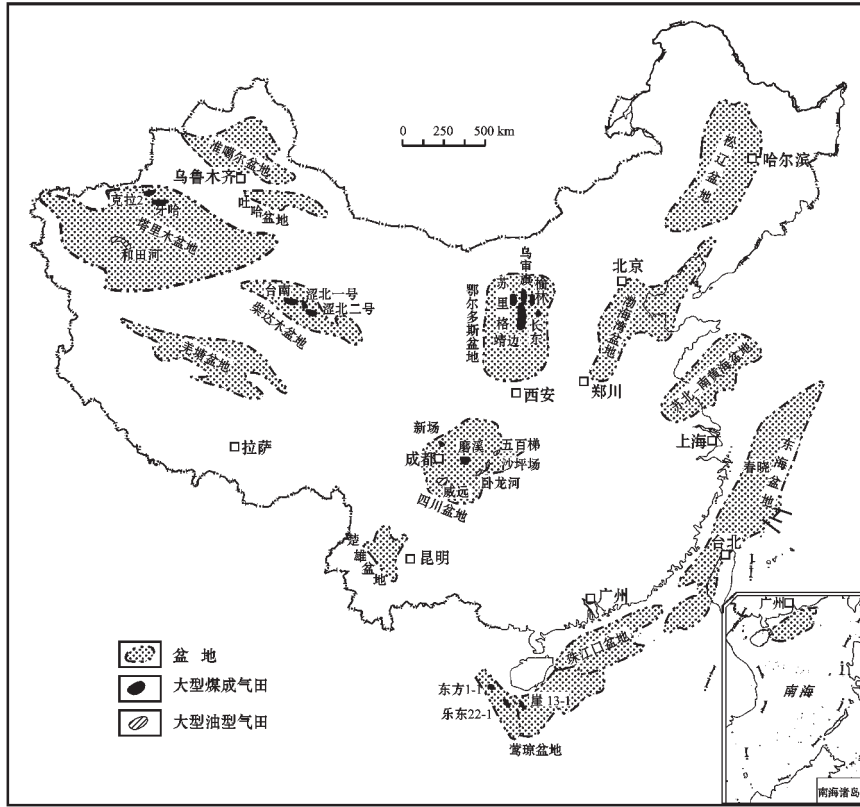 0 200 500 km
准噶尔盆地
乌鲁木齐
吐哈盆地
克拉2
牙哈
塔里木盆地
和田河
台南
涩北一号
涩北二号
柴达木盆地
羌塘盆地
拉萨
松江盆地
哈尔滨
北京
渤海湾盆地
乌审旗
榆林
苏里格
长东
靖边
鄂尔多斯盆地
西安
郑川
苏北-南黄海盆地
上海
东海盆地
春晓
台北
新场
成都
磨溪
五百梯
沙坪场
卧龙河
威远
四川盆地
楚雄盆地
昆明
广州
珠江口盆地
东方1-1
崖13-1
乐东22-1
莺琼盆地
盆地
大型煤成气田
大型油型气田
广州
南海
南海诸岛